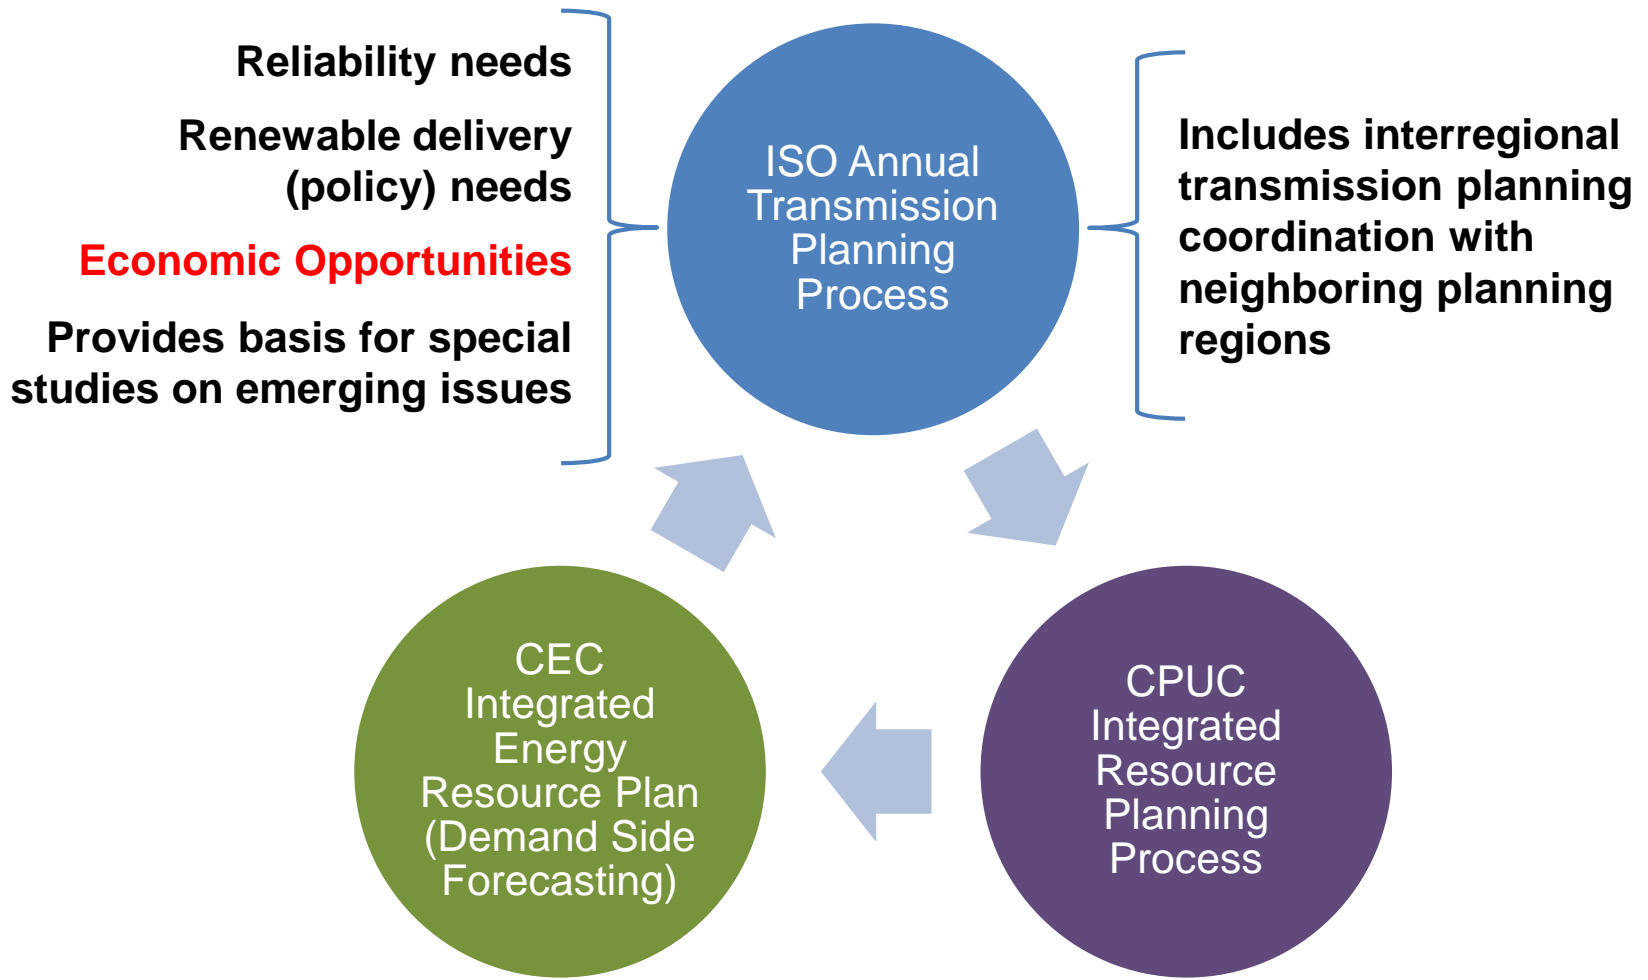 Reliability needs
Renewable delivery
(policy) needs
Economic Opportunities
Provides basis for special
studies on emerging issues
ISO Annual
Transmission
Planning
Process
Includes interregional
transmission planning
coordination with
neighboring planning
regions
CEC
Integrated
Energy
Resource Plan
(Demand Side
Forecasting)
CPUC
Integrated
Resource
Planning
Process